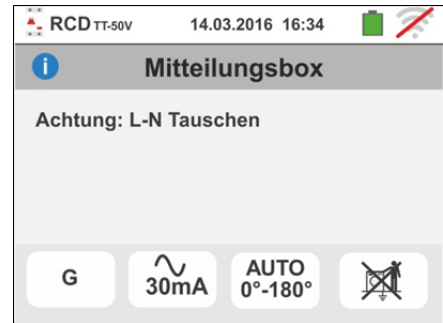 RCD TT-50V 14.03.2016 16:34
i Mitteilungsbox
Achtung: L-N Tauschen
G
30mA
AUTO
0°-180°